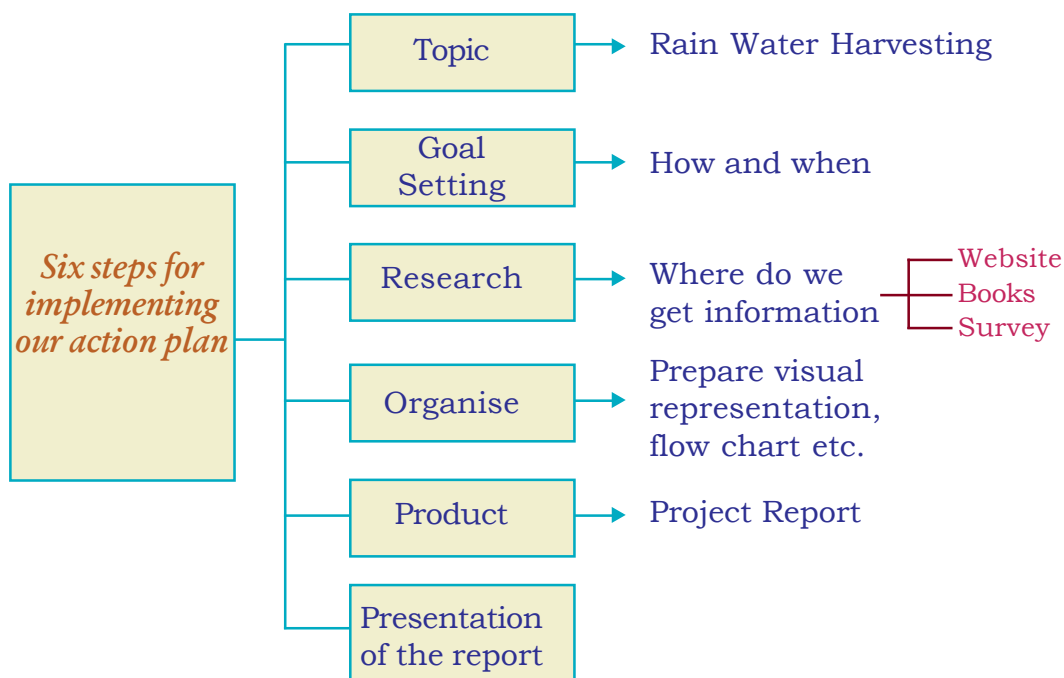 Six steps for
implementing
our action plan
Topic
Rain Water Harvesting
Goal
Setting
How and when
Research
Where do we
get information
Website
Books
Survey
Organise
Prepare visual
representation,
flow chart etc.
Product
Project Report
Presentation
of the report